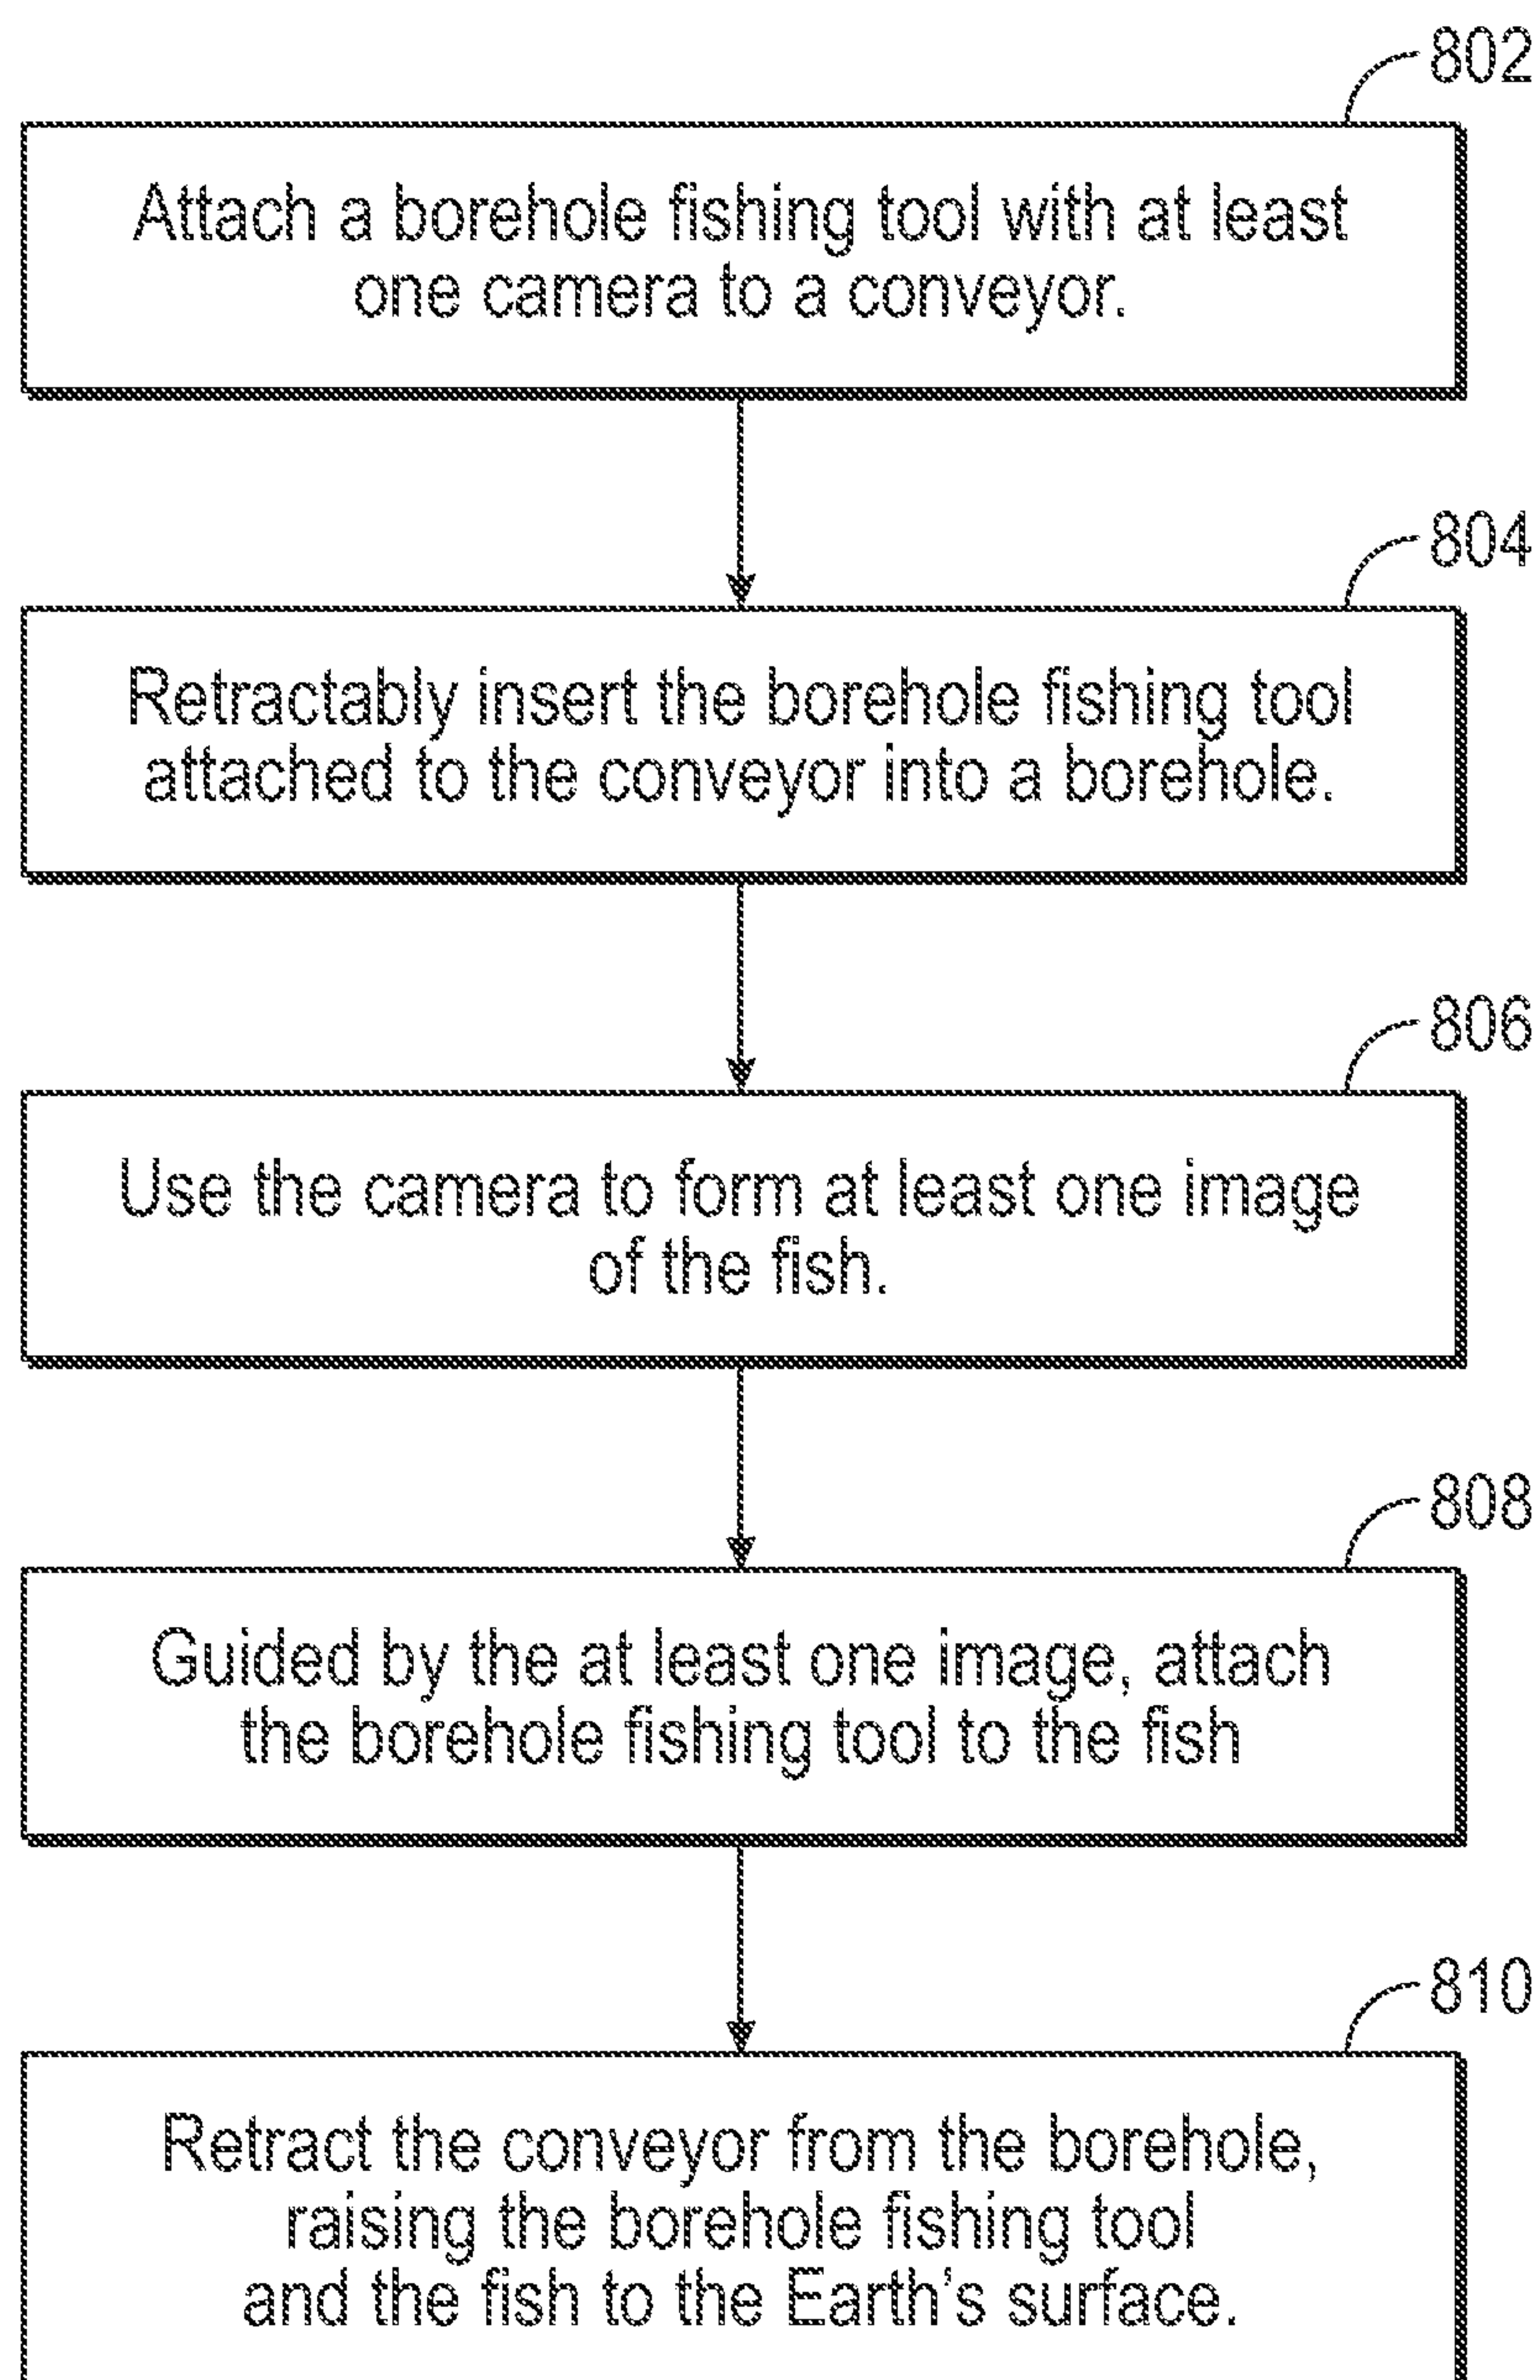 802
Attach a borehole fishing tool with at least
one camera to a conveyor.
804
Retractably insert the borehole fishing tool
attached to the conveyor into a borehole.
806
Use the camera to form at least one image
of the fish.
808
Guided by the at least one image, attach
the borehole fishing tool to the fish
810
Retract the conveyor from the borehole,
raising the borehole fishing tool
and the fish to the Earth's surface.